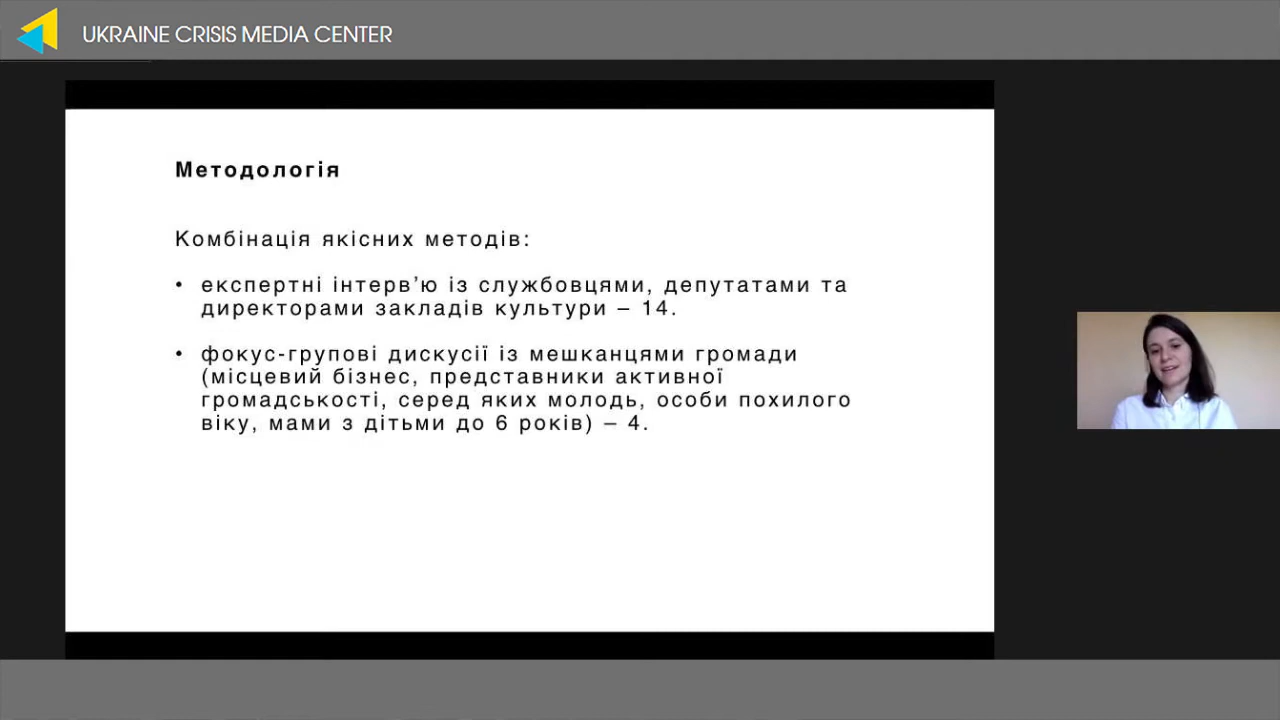 UKRAINE CRISIS MEDIA CENTER
Методологія
Комбінація якісних методів:
• експертні інтерв’ю із службовцями, депутатами та
директорами закладів культури – 14.
• фокус-групові дискусії із мешканцями громади
(місцевий бізнес, представники активної
громадськості, серед яких молодь, особи похилого
віку, мами з дітьми до 6 років) – 4.